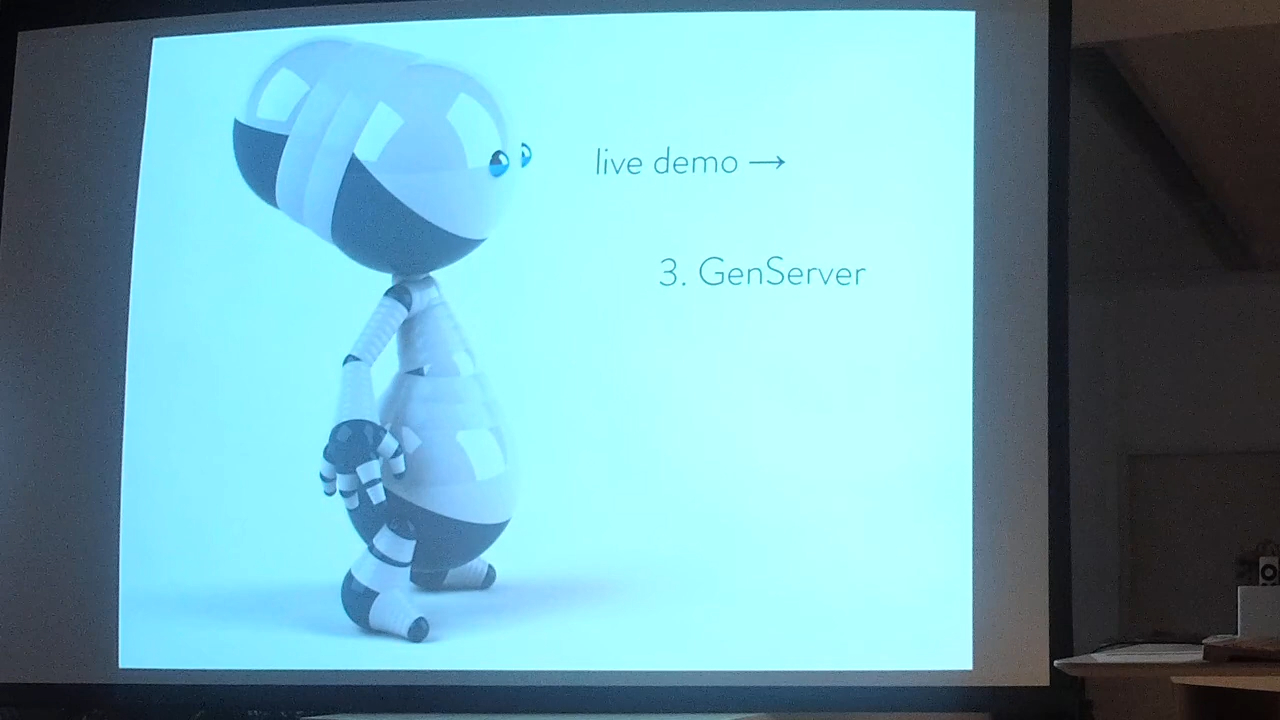 live demo →
3. GenServer